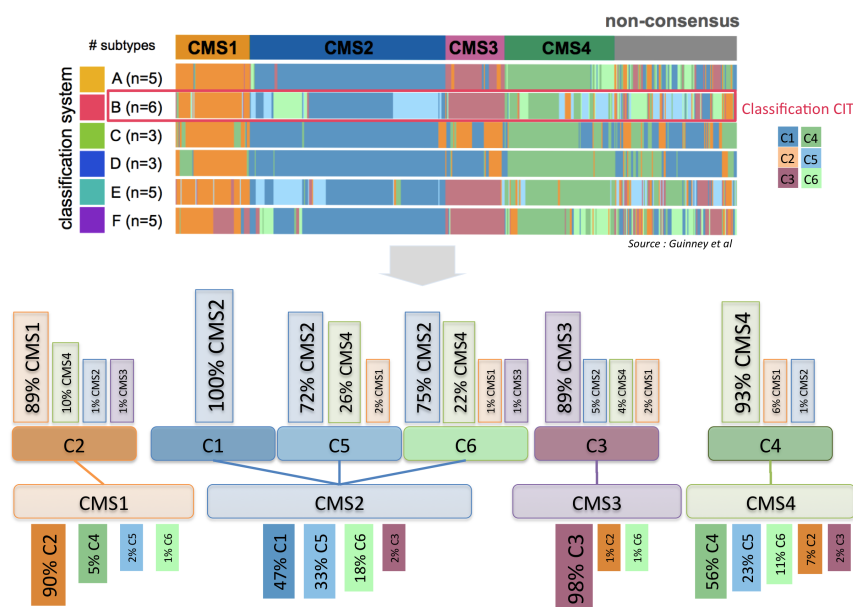 non-consensus
# subtypes
CMS1
CMS2
CMS3
CMS4
classification system
A (n=5)
B (n=6)
C (n=3)
D (n=3)
E (n=5)
F (n=5)
Classification CIT
C1 C4
C2 C5
C3 C6
Source : Guinney et al
89% CMS1
10% CMS4
1% CMS2
1% CMS3
100% CMS2
72% CMS2
26% CMS4
2% CMS1
75% CMS2
22% CMS4
1% CMS1
1% CMS3
89% CMS3
5% CMS2
4% CMS4
2% CMS1
93% CMS4
6% CMS1
1% CMS2
C2
C1
C5
C6
C3
C4
CMS1
CMS2
CMS3
CMS4
90% C2
5% C4
2% C5
1% C6
47% C1
33% C5
18% C6
2% C3
98% C3
1% C2
1% C6
56% C4
23% C5
11% C6
7% C2
2% C3